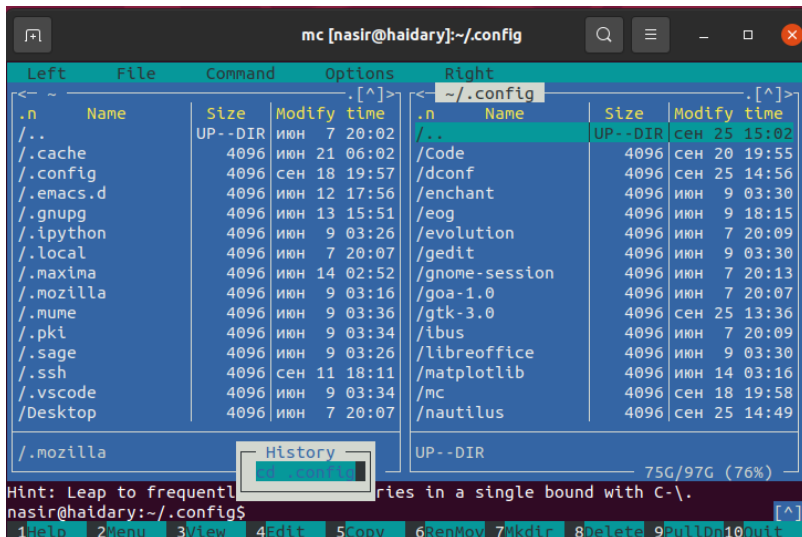 mc [nasir@haidary]:~/.config
Left File Command Options Right
<— ~ .[^]> <— ~/.config .[^]>
.n Name Size Modify time .n Name Size Modify time
/.. UP--DIR июн 7 20:02 /.. UP--DIR сен 25 15:02
/.cache 4096 июн 21 06:02 /Code 4096 сен 20 19:55
/.config 4096 сен 18 19:57 /dconf 4096 сен 25 14:56
/.emacs.d 4096 июн 12 17:56 /enchant 4096 июн 9 03:30
/.gnupg 4096 июн 13 15:51 /eog 4096 июн 9 18:15
/.ipython 4096 июн 9 03:26 /evolution 4096 июн 7 20:09
/.local 4096 июн 7 20:07 /gedit 4096 июн 9 03:30
/.maxima 4096 июн 14 02:52 /gnome-session 4096 июн 7 20:13
/.mozilla 4096 июн 9 03:16 /goa-1.0 4096 июн 7 20:07
/.mume 4096 июн 9 03:36 /gtk-3.0 4096 сен 25 13:36
/.pki 4096 июн 9 03:34 /ibus 4096 июн 7 20:09
/.sage 4096 июн 9 03:26 /libreoffice 4096 июн 9 03:30
/.ssh 4096 сен 11 18:11 /matplotlib 4096 июн 14 03:16
/.vscode 4096 июн 9 03:34 /mc 4096 сен 18 19:58
/Desktop 4096 июн 7 20:07 /nautilus 4096 сен 25 14:49
/.mozilla History UP--DIR
cd .config 75G/97G (76%)
Hint: Leap to frequentl ries in a single bound with C-\.
nasir@haidary:~/.config$ [^]
1Help 2Menu 3View 4Edit 5Copy 6RenMov 7Mkdir 8Delete 9PullDn 10Quit